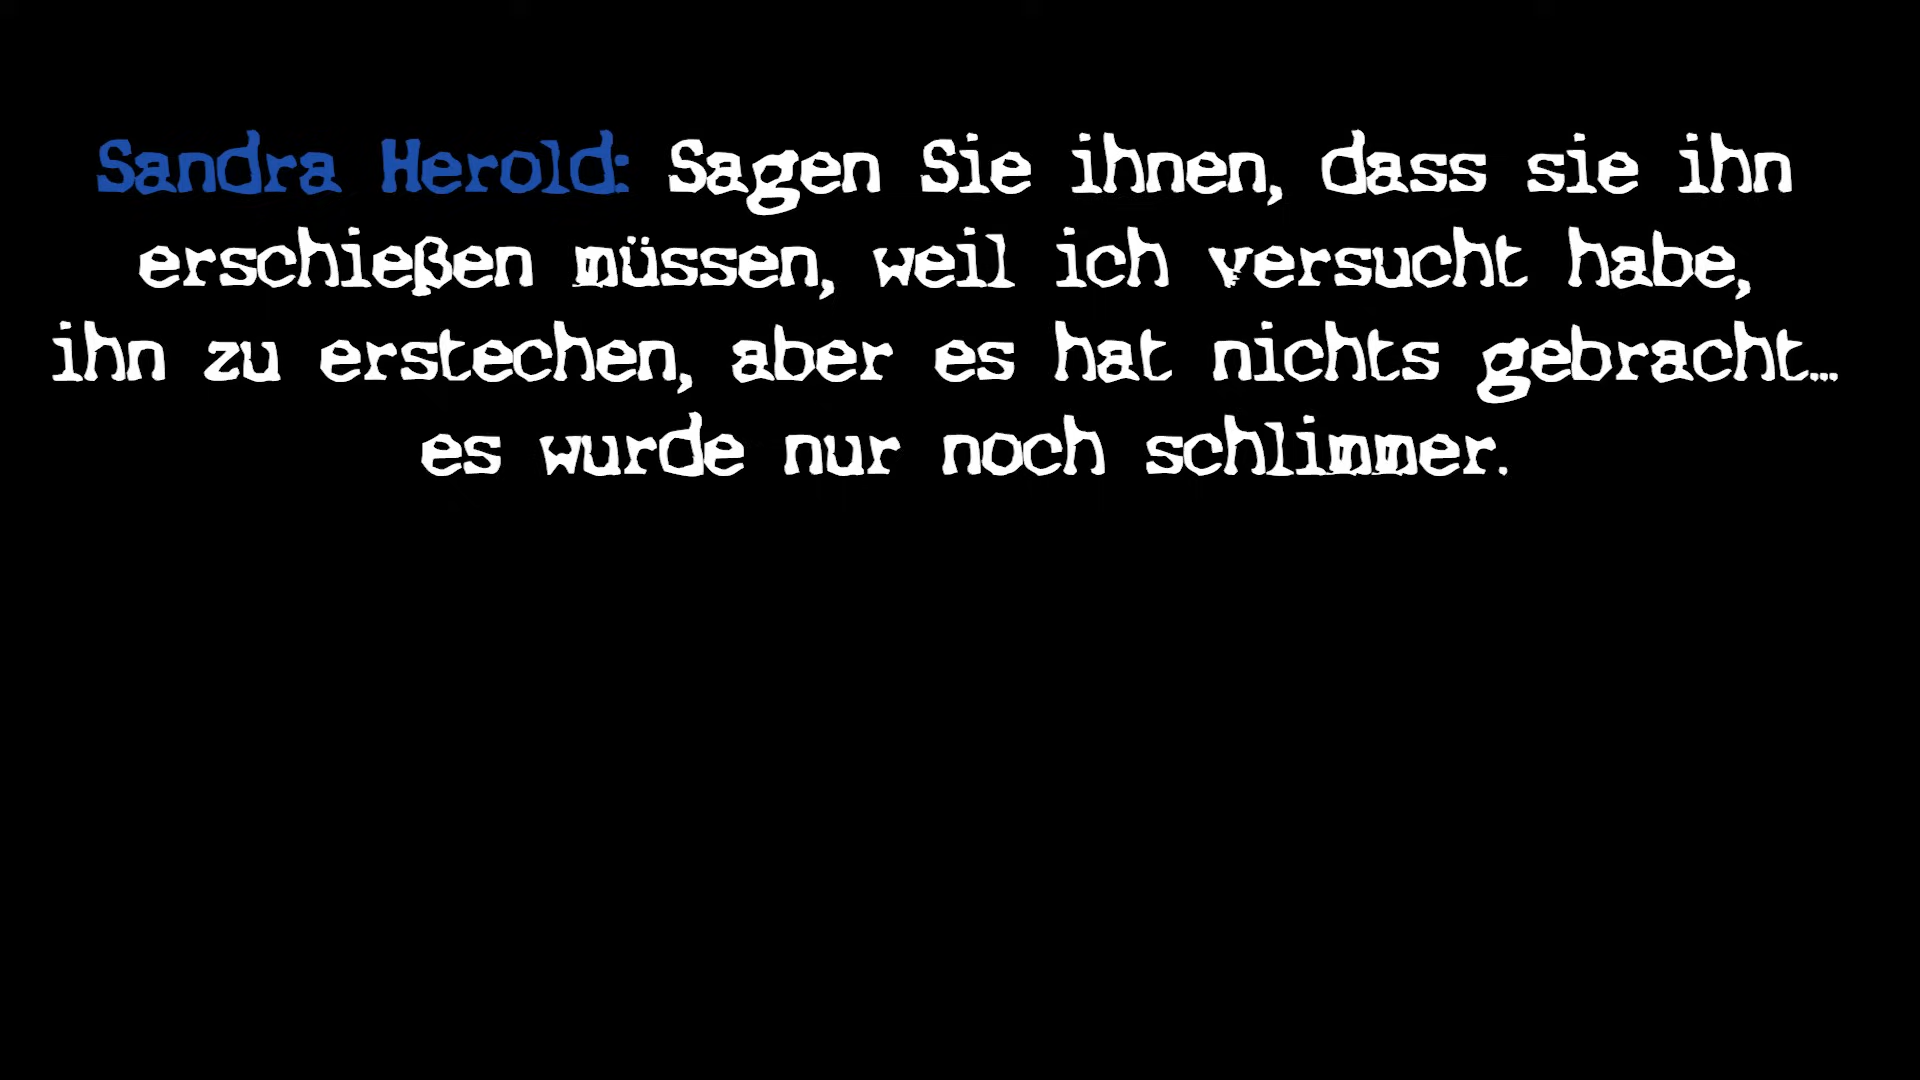 Sandra Herold: Sagen Sie ihnen, dass sie ihn
erschießen müssen, weil ich versucht habe,
ihn zu erstechen, aber es hat nichts gebracht...
es wurde nur noch schlimmer.